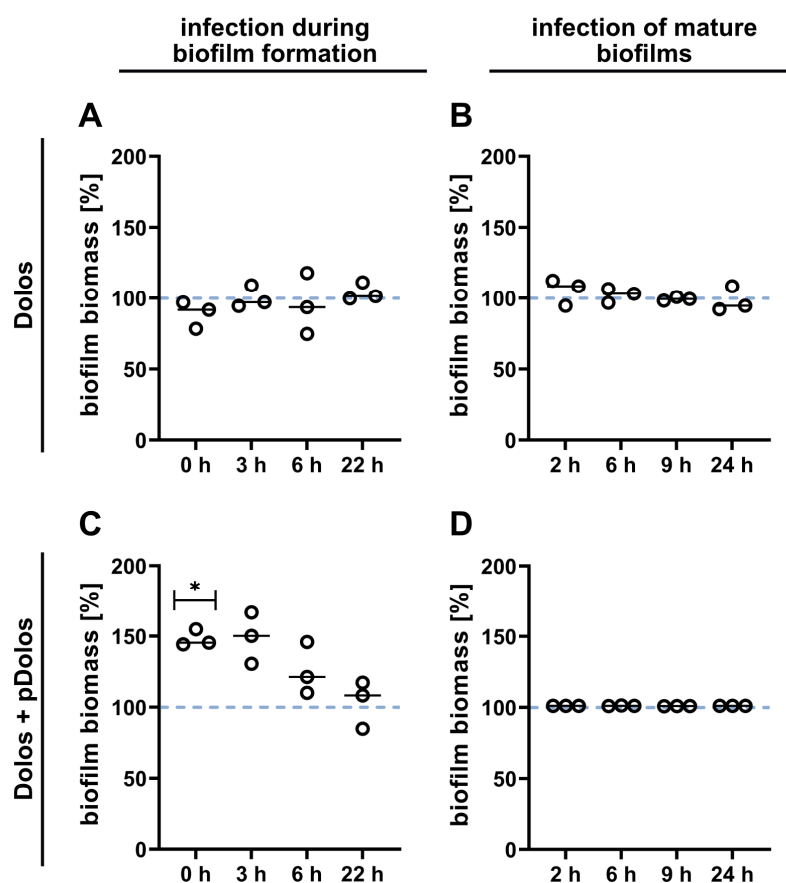 infection during
biofilm formation
infection of mature
biofilms
Dolos
A
biofilm biomass [%]
200
150
100
50
0
0 h 3 h 6 h 22 h
B
biofilm biomass [%]
200
150
100
50
0
2 h 6 h 9 h 24 h
Dolos + pDolos
C
biofilm biomass [%]
200
150
100
50
0
*
0 h 3 h 6 h 22 h
D
biofilm biomass [%]
200
150
100
50
0
2 h 6 h 9 h 24 h